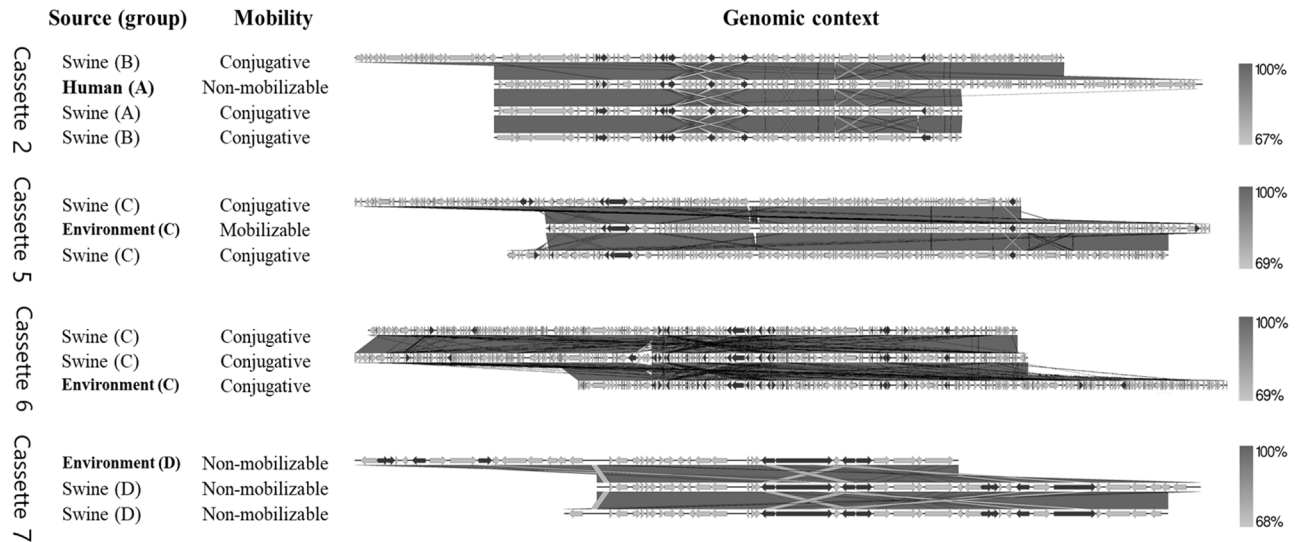 Source (group) Mobility Genomic context
Cassette 2
Swine (B) Conjugative
Human (A) Non-mobilizable
Swine (A) Conjugative
Swine (B) Conjugative
100%
67%
Cassette 5
Swine (C) Conjugative
Environment (C) Mobilizable
Swine (C) Conjugative
100%
69%
Cassette 6
Swine (C) Conjugative
Swine (C) Conjugative
Environment (C) Conjugative
100%
69%
Cassette 7
Environment (D) Non-mobilizable
Swine (D) Non-mobilizable
Swine (D) Non-mobilizable
100%
68%